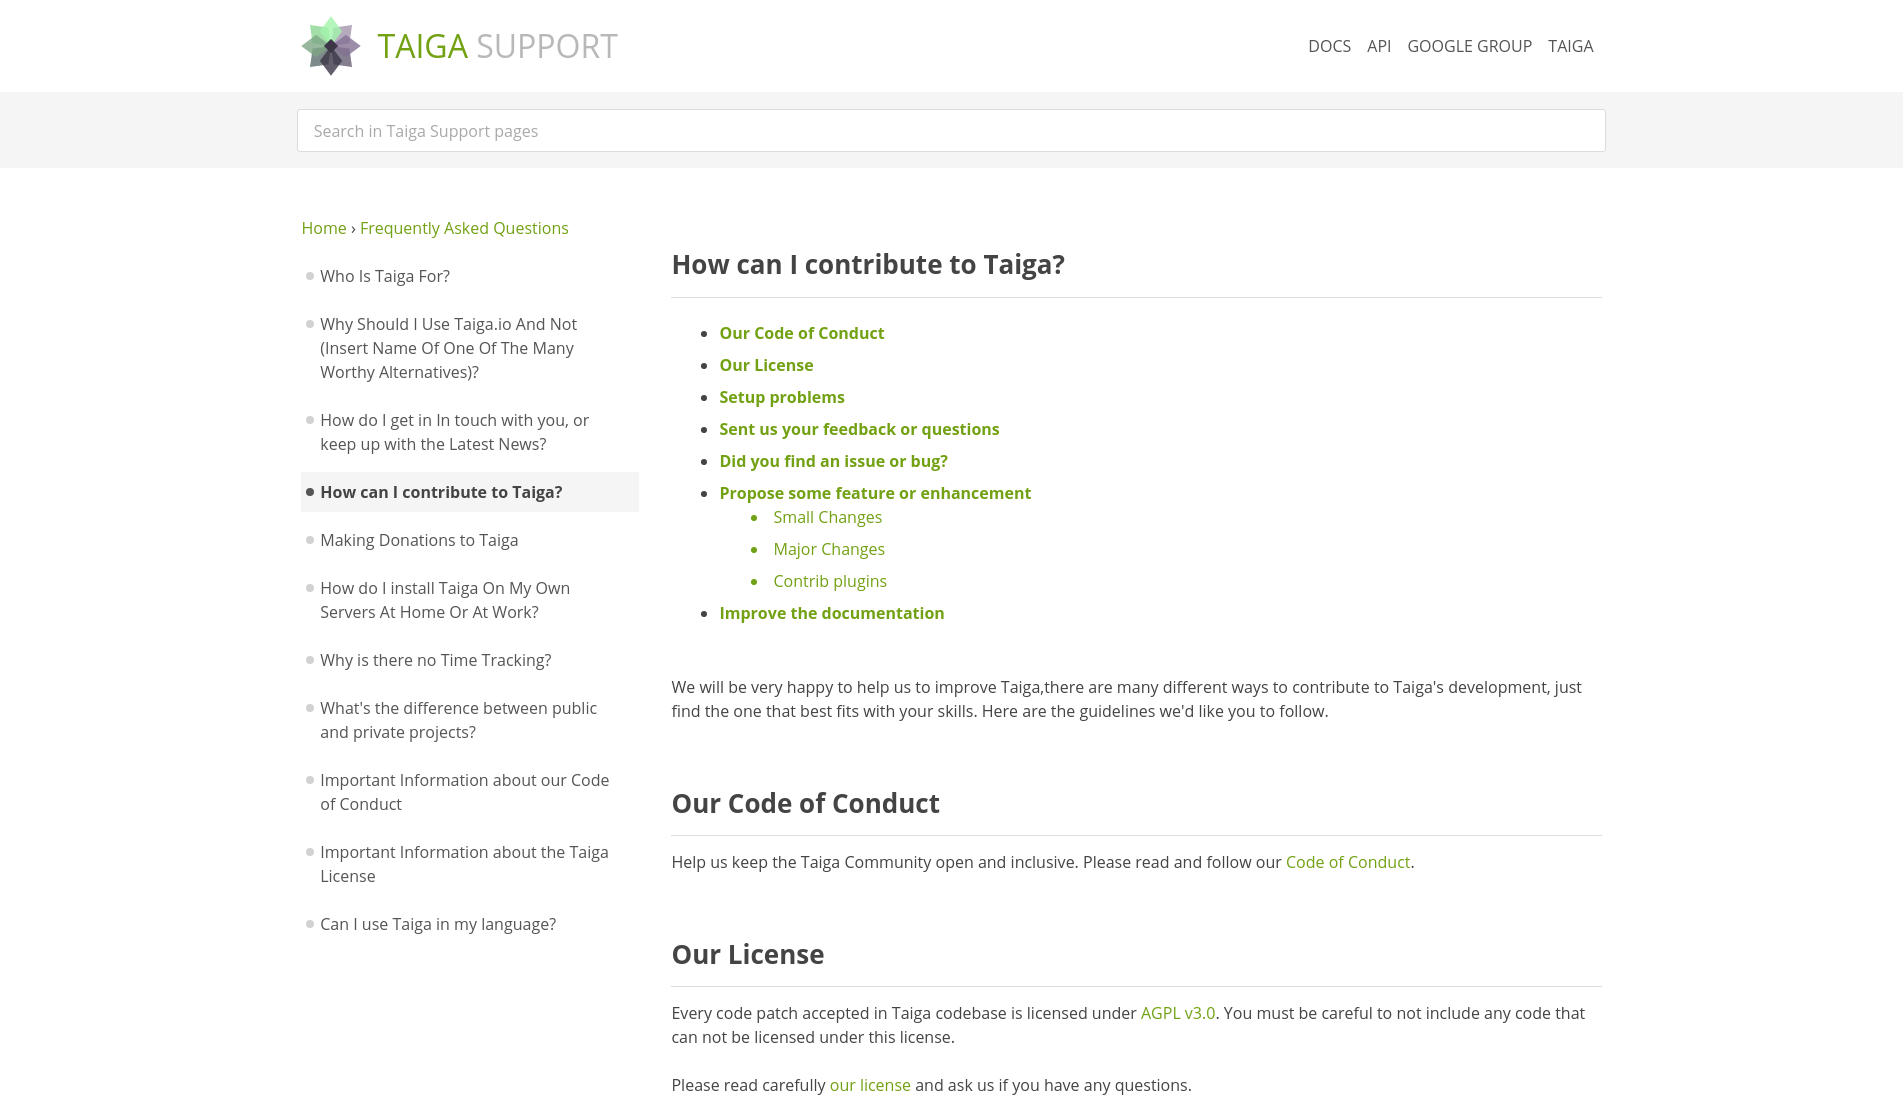 TAIGA SUPPORT
DOCS API GOOGLE GROUP TAIGA
Search in Taiga Support pages
Home › Frequently Asked Questions
Who Is Taiga For?
Why Should I Use Taiga.io And Not
(Insert Name Of One Of The Many
Worthy Alternatives)?
How do I get in In touch with you, or
keep up with the Latest News?
How can I contribute to Taiga?
Making Donations to Taiga
How do I install Taiga On My Own
Servers At Home Or At Work?
Why is there no Time Tracking?
What's the difference between public
and private projects?
Important Information about our Code
of Conduct
Important Information about the Taiga
License
Can I use Taiga in my language?
How can I contribute to Taiga?
Our Code of Conduct
Our License
Setup problems
Sent us your feedback or questions
Did you find an issue or bug?
Propose some feature or enhancement
Small Changes
Major Changes
Contrib plugins
Improve the documentation
We will be very happy to help us to improve Taiga,there are many different ways to contribute to Taiga's development, just
find the one that best fits with your skills. Here are the guidelines we'd like you to follow.
Our Code of Conduct
Help us keep the Taiga Community open and inclusive. Please read and follow our Code of Conduct.
Our License
Every code patch accepted in Taiga codebase is licensed under AGPL v3.0. You must be careful to not include any code that
can not be licensed under this license.
Please read carefully our license and ask us if you have any questions.